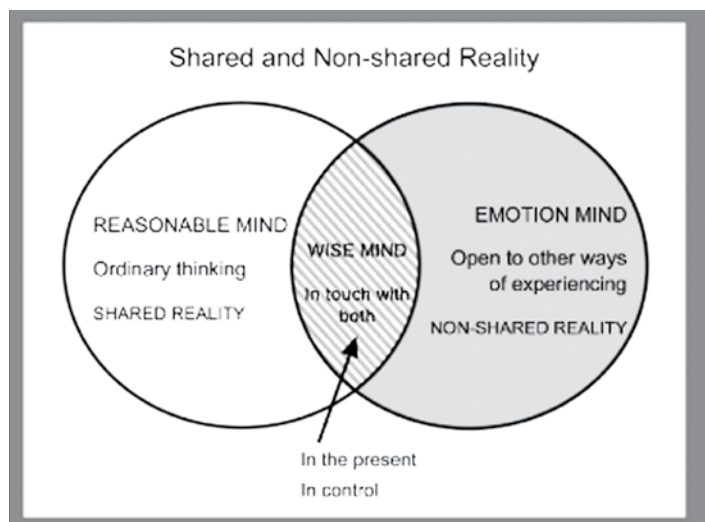 Shared and Non-shared Reality
REASONABLE MIND
Ordinary thinking
SHARED REALITY
WISE MIND
In touch with
both
EMOTION MIND
Open to other ways
of experiencing
NON-SHARED REALITY
In the present
In control